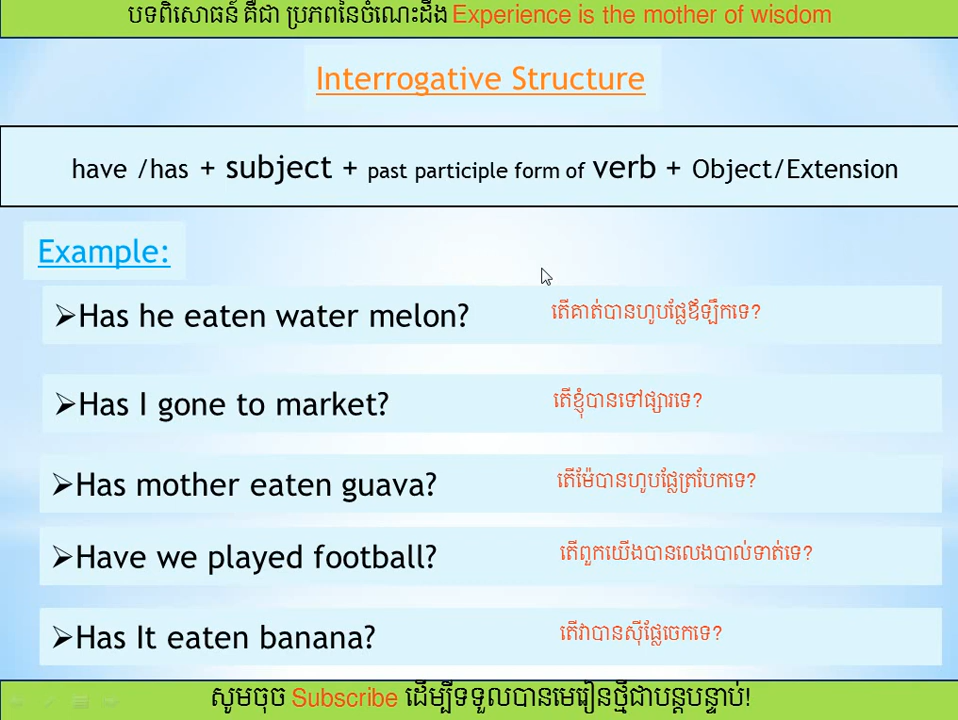 បទពិសោធន៍ គឺជា ប្រភពនៃចំណេះដឹង Experience is the mother of wisdom
Interrogative Structure
have /has + subject + past participle form of verb + Object/Extension
Example:
➢Has he eaten water melon? តើគាត់បានហូបផ្លែឪឡឹកទេ?
➢Has I gone to market? តើខ្ញុំបានទៅផ្សារទេ?
➢Has mother eaten guava? តើម៉ែបានហូបផ្លែត្របែកទេ?
➢Have we played football? តើពួកយើងបានលេងបាល់ទាត់ទេ?
➢Has It eaten banana? តើវាបានស៊ីផ្លែចេកទេ?
សូមចុច Subscribe ដើម្បីទទួលបានមេរៀនថ្មីជាបន្តបន្ទាប់!